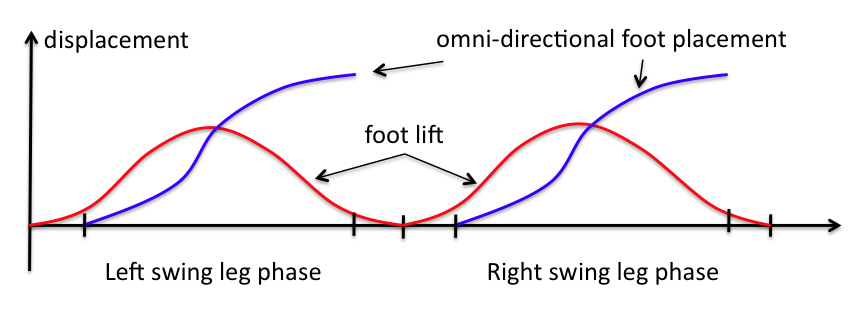 displacement
omni-directional foot placement
foot lift
Left swing leg phase
Right swing leg phase